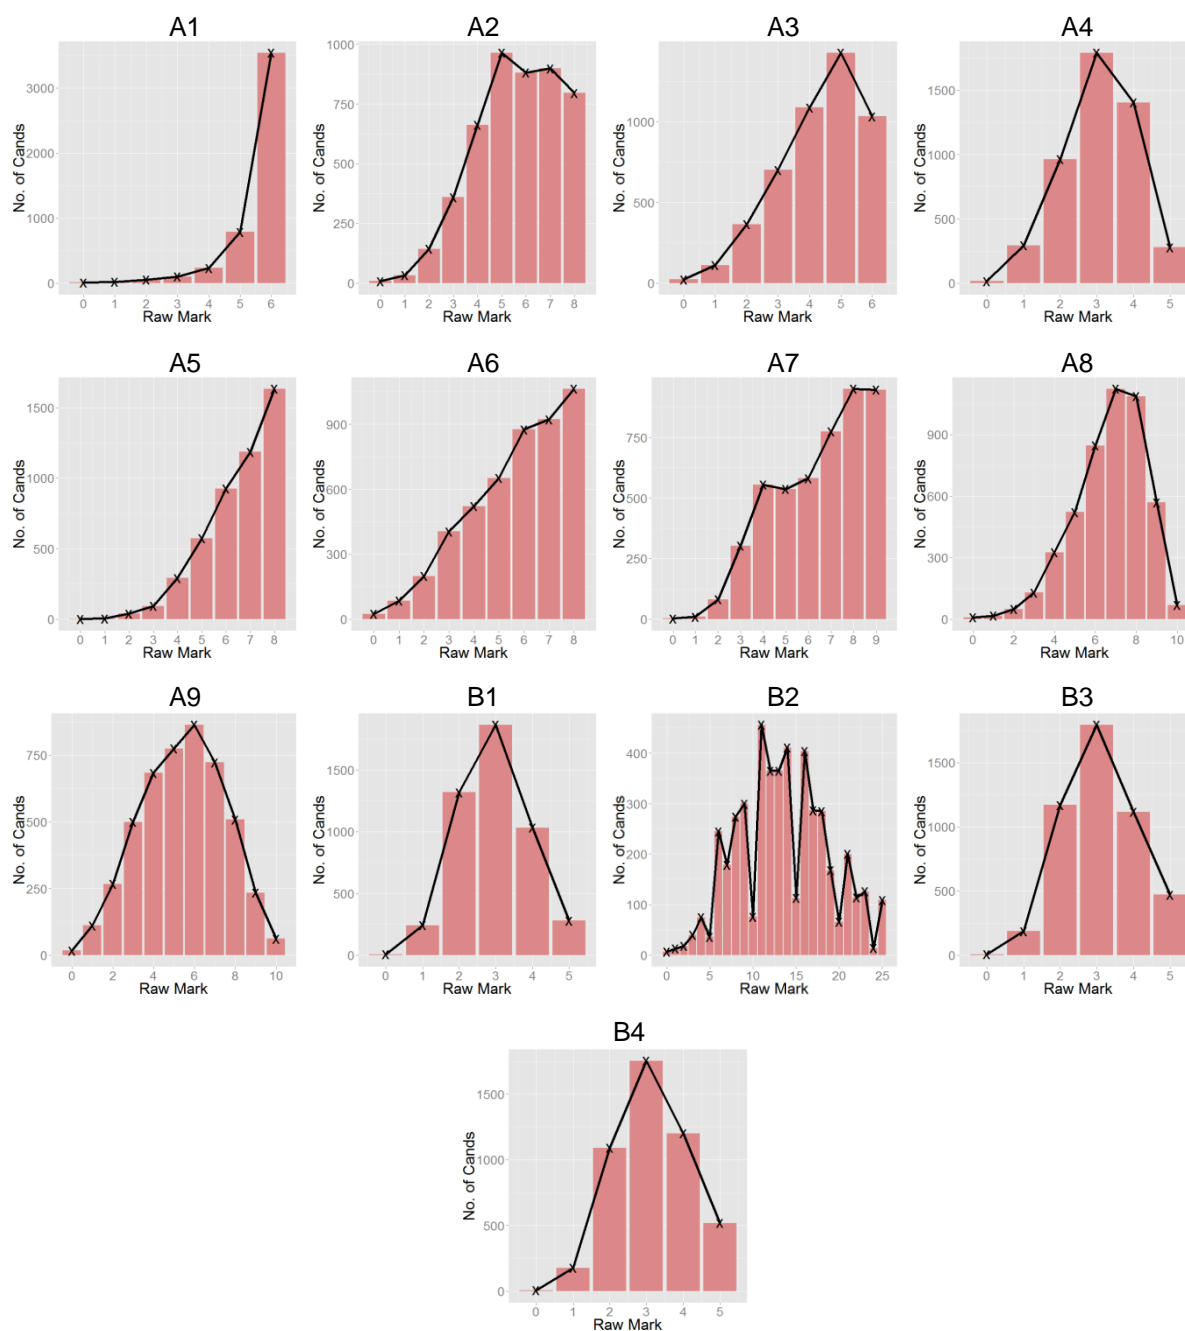 A1
A2
A3
A4
No. of Cands
3000
2000
1000
0
0 1 2 3 4 5 6
Raw Mark
No. of Cands
1000
750
500
250
0
0 1 2 3 4 5 6 7 8
Raw Mark
No. of Cands
1000
500
0
0 1 2 3 4 5 6
Raw Mark
No. of Cands
1500
1000
500
0
0 1 2 3 4 5
Raw Mark
A5
A6
A7
A8
No. of Cands
1500
1000
500
0
0 1 2 3 4 5 6 7 8
Raw Mark
No. of Cands
900
600
300
0
0 1 2 3 4 5 6 7 8
Raw Mark
No. of Cands
750
500
250
0
0 1 2 3 4 5 6 7 8 9
Raw Mark
No. of Cands
900
600
300
0
0 2 4 6 8 10
Raw Mark
A9
B1
B2
B3
No. of Cands
750
500
250
0
0 2 4 6 8 10
Raw Mark
No. of Cands
1500
1000
500
0
0 1 2 3 4 5
Raw Mark
No. of Cands
400
300
200
100
0
0 5 10 15 20 25
Raw Mark
No. of Cands
1500
1000
500
0
0 1 2 3 4 5
Raw Mark
B4
No. of Cands
1500
1000
500
0
0 1 2 3 4 5
Raw Mark